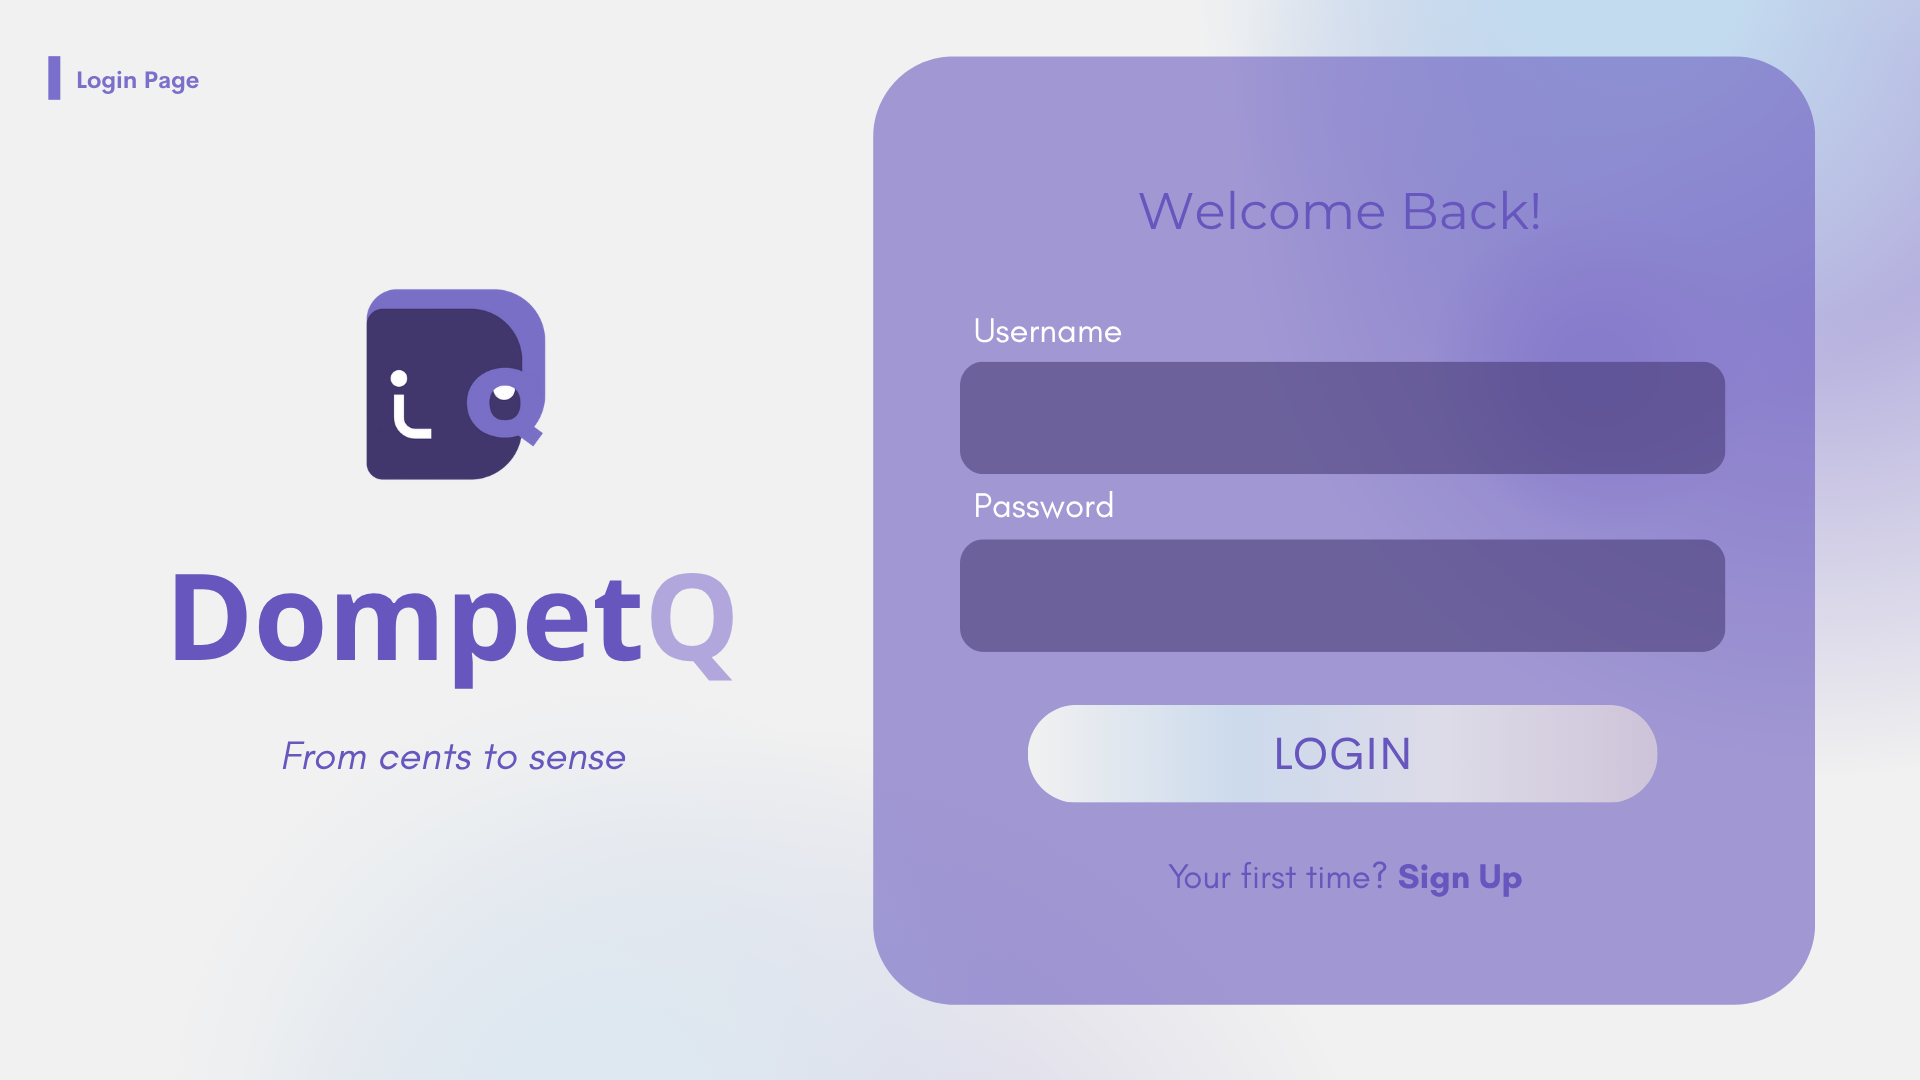 Login Page
Welcome Back!
Username
Password
DompetQ
From cents to sense
LOGIN
Your first time? Sign Up